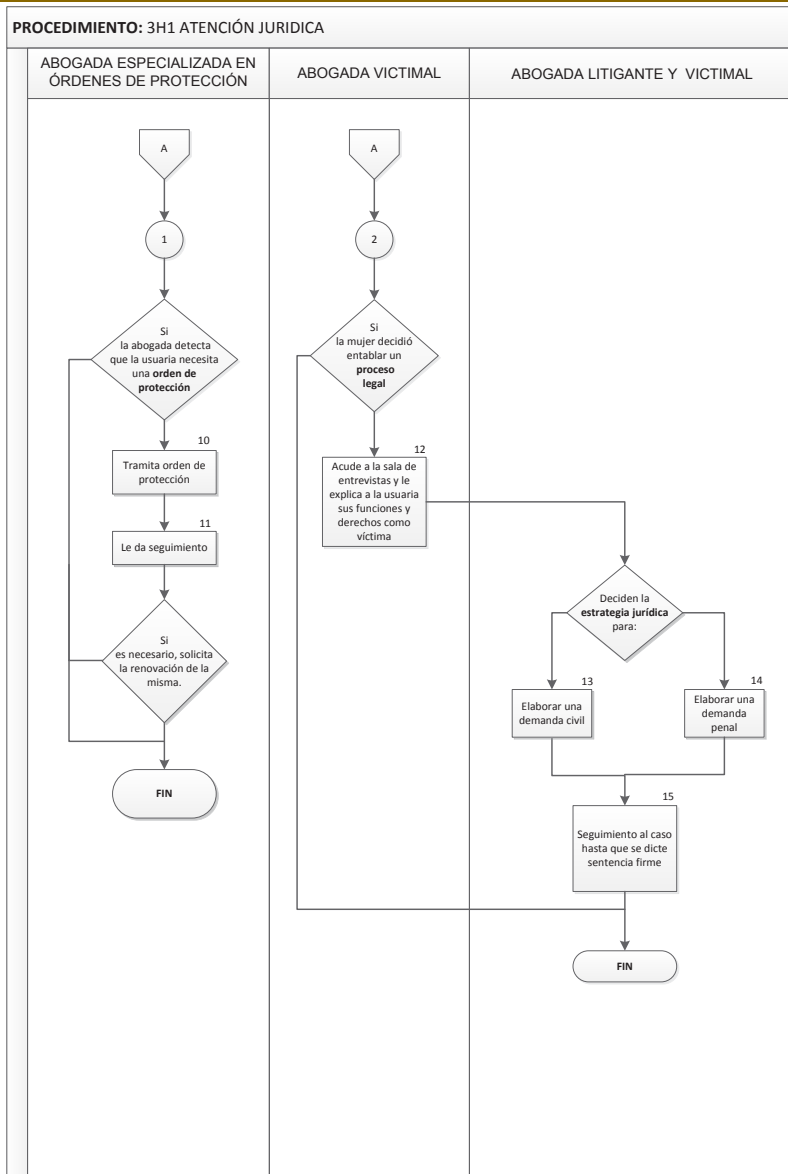 PROCEDIMIENTO: 3H1 ATENCIÓN JURIDICA
ABOGADA ESPECIALIZADA EN
ÓRDENES DE PROTECCIÓN
ABOGADA VICTIMAL
ABOGADA LITIGANTE Y VICTIMAL
A
1
Si
la abogada detecta
que la usuaria necesita
una orden de
protección
10
Tramita orden de
protección
11
Le da seguimiento
Si
es necesario, solicita
la renovación de la
misma.
FIN
A
2
Si
la mujer decidió
entablar un
proceso
legal
12
Acude a la sala de
entrevistas y le
explica a la usuaria
sus funciones y
derechos como
víctima
Deciden la
estrategia jurídica
para:
13
Elaborar una
demanda civil
14
Elaborar una
demanda
penal
15
Seguimiento al caso
hasta que se dicte
sentencia firme
FIN